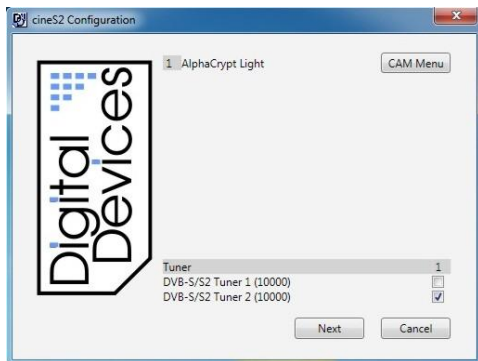 cineS2 Configuration
1 AlphaCrypt Light
CAM Menu
Digital
Devices
Tuner 1
DVB-S/S2 Tuner 1 (10000)
DVB-S/S2 Tuner 2 (10000)
Next
Cancel